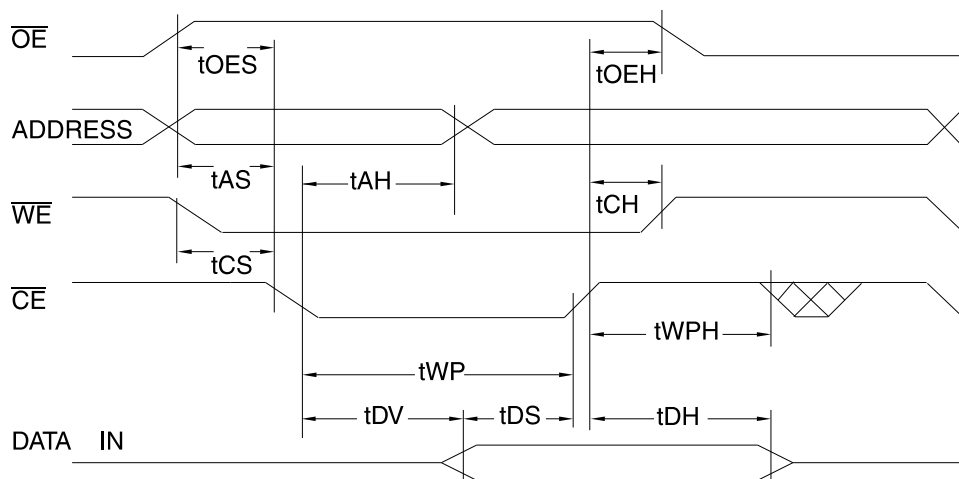 OE
tOES
tOEH
ADDRESS
tAS
tAH
WE
tCH
tCS
CE
tWPH
tWP
tDV tDS tDH
DATA IN